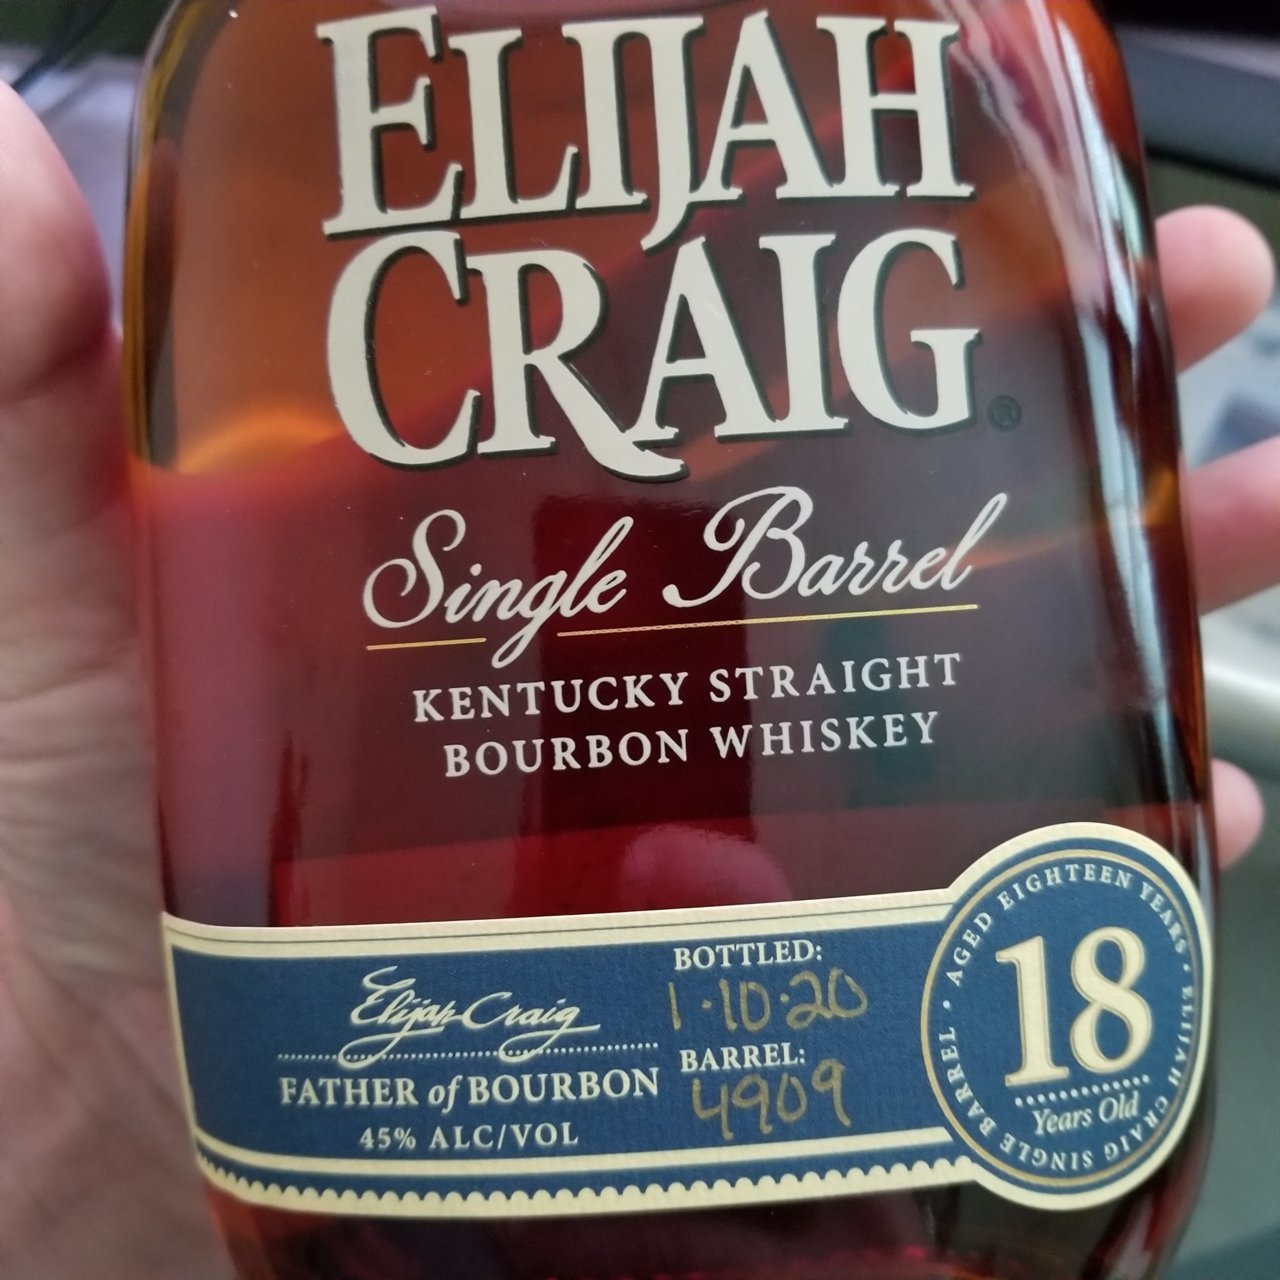 ELIJAH
CRAIG
Single Barrel
KENTUCKY STRAIGHT
BOURBON WHISKEY
Elijah Craig
FATHER of BOURBON
45% ALC/VOL
BOTTLED:
1·10·20
BARREL:
4909
AGED EIGHTEEN YEARS • ELIJAH CRAIG SINGLE BARREL •
18
Years Old